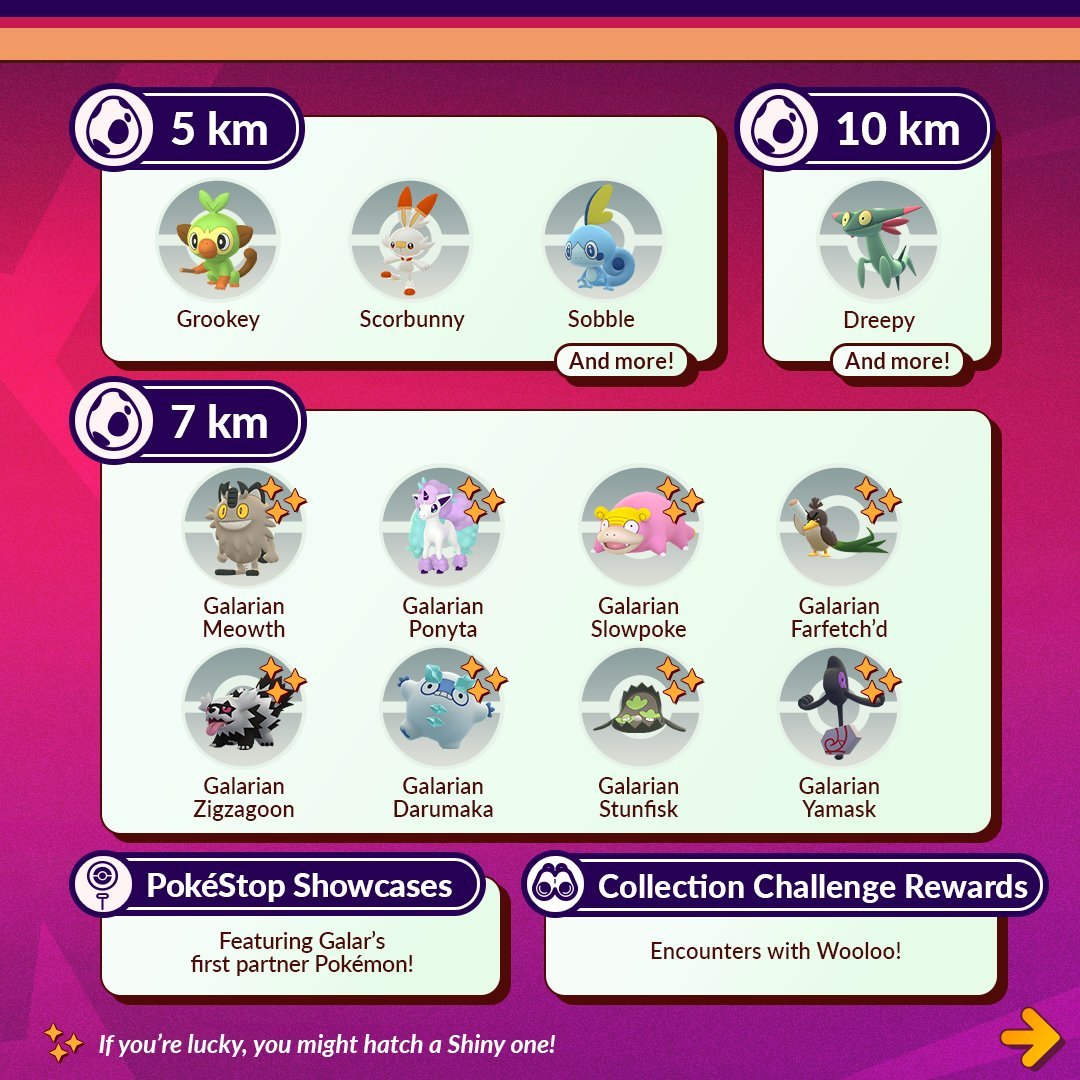 5 km
Grookey
Scorbunny
Sobble
And more!
10 km
Dreepy
And more!
7 km
Galarian
Meowth
Galarian
Ponyta
Galarian
Slowpoke
Galarian
Farfetch’d
Galarian
Zigzagoon
Galarian
Darumaka
Galarian
Stunfisk
Galarian
Yamask
PokéStop Showcases
Featuring Galar’s
first partner Pokémon!
Collection Challenge Rewards
Encounters with Wooloo!
If you’re lucky, you might hatch a Shiny one!